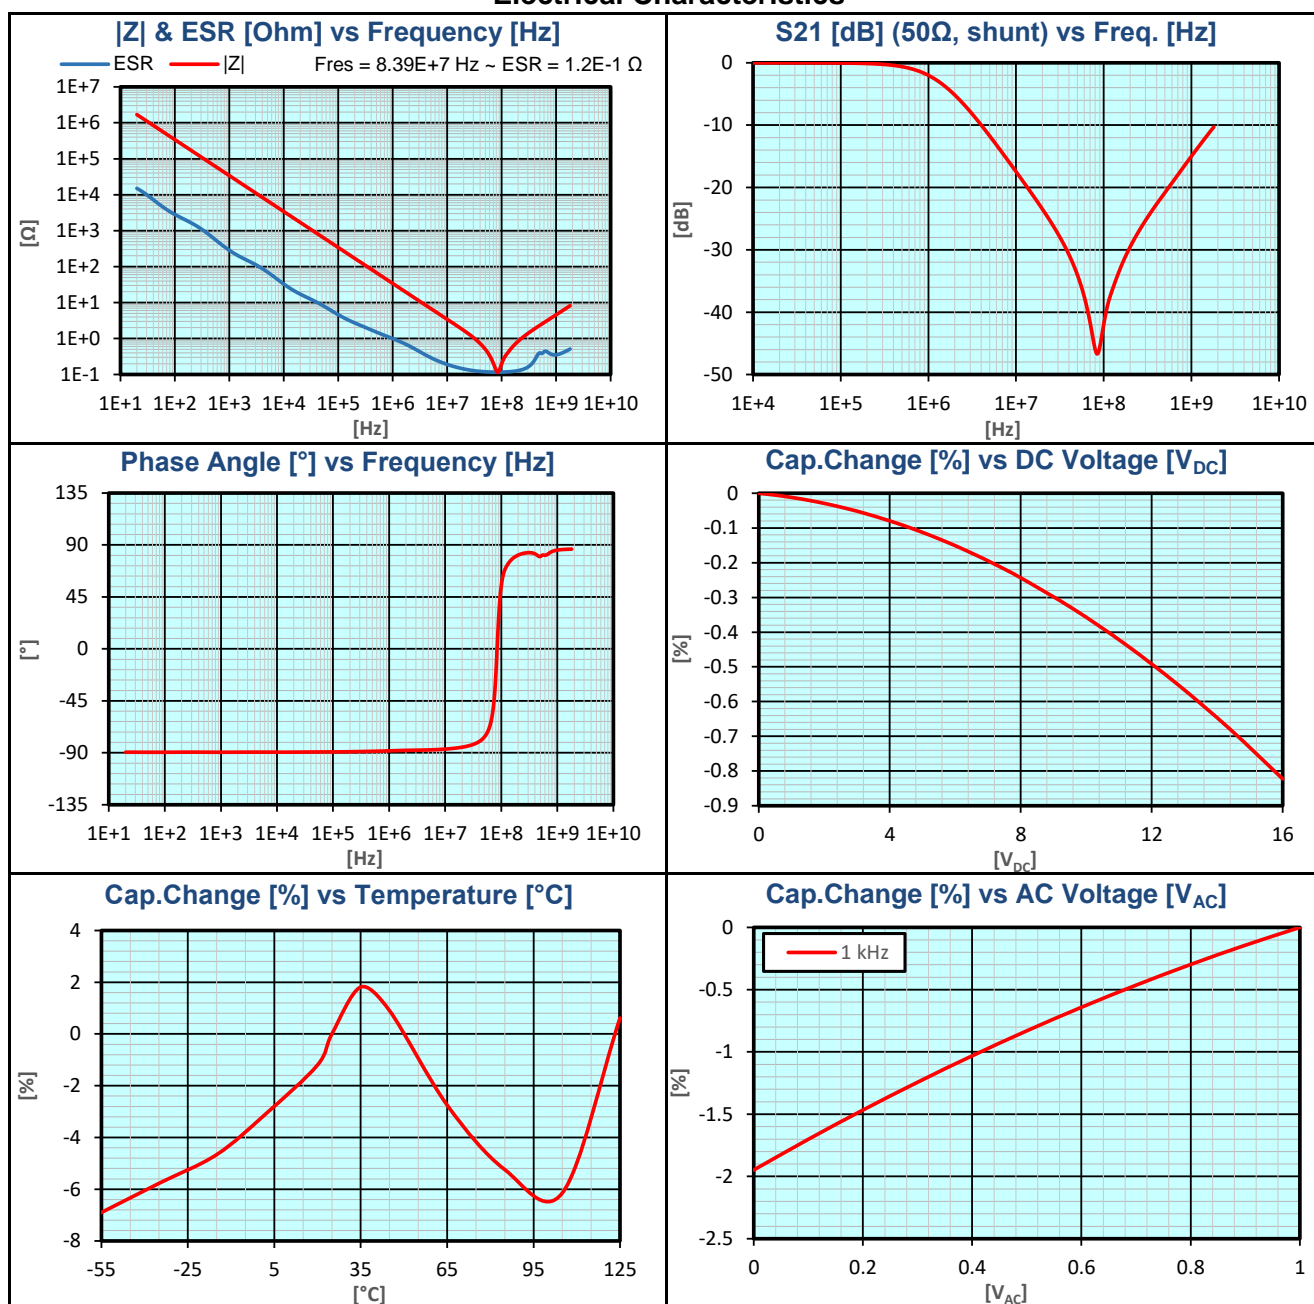 Electrical Characteristics
|Z| & ESR [Ohm] vs Frequency [Hz]
ESR
|Z|
Fres = 8.39E+7 Hz ~ ESR = 1.2E-1 Ω
1E+7
1E+6
1E+5
1E+4
1E+3
1E+2
1E+1
1E+0
1E-1
[Ω]
1E+1 1E+2 1E+3 1E+4 1E+5 1E+6 1E+7 1E+8 1E+9 1E+10
[Hz]
S21 [dB] (50Ω, shunt) vs Freq. [Hz]
0
-10
-20
-30
-40
-50
[dB]
1E+4 1E+5 1E+6 1E+7 1E+8 1E+9 1E+10
[Hz]
Phase Angle [°] vs Frequency [Hz]
135
90
45
0
-45
-90
-135
[°]
1E+1 1E+2 1E+3 1E+4 1E+5 1E+6 1E+7 1E+8 1E+9 1E+10
[Hz]
Cap.Change [%] vs DC Voltage [VDC]
0
-0.1
-0.2
-0.3
-0.4
-0.5
-0.6
-0.7
-0.8
-0.9
[%]
0 4 8 12 16
[VDC]
Cap.Change [%] vs Temperature [°C]
4
2
0
-2
-4
-6
-8
[%]
-55 -25 5 35 65 95 125
[°C]
Cap.Change [%] vs AC Voltage [VAC]
1 kHz
0
-0.5
-1
-1.5
-2
-2.5
[%]
0 0.2 0.4 0.6 0.8 1
[VAC]